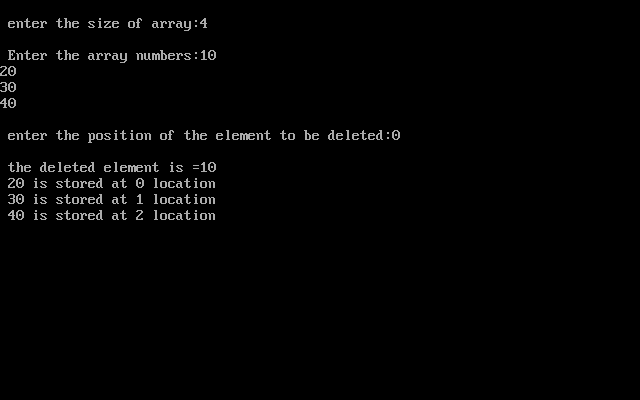 enter the size of array:4
Enter the array numbers:10
20
30
40
enter the position of the element to be deleted:0
the deleted element is =10
20 is stored at 0 location
30 is stored at 1 location
40 is stored at 2 location